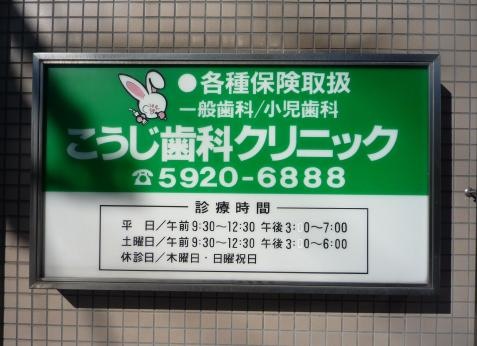 ●各種保険取扱
一般歯科/小児歯科
こうじ歯科クリニック
☎5920-6888
診療時間
平 日/午前9:30～12:30 午後3:0～7:00
土曜日/午前9:30～12:30 午後3:0～6:00
休診日/木曜日・日曜祝日